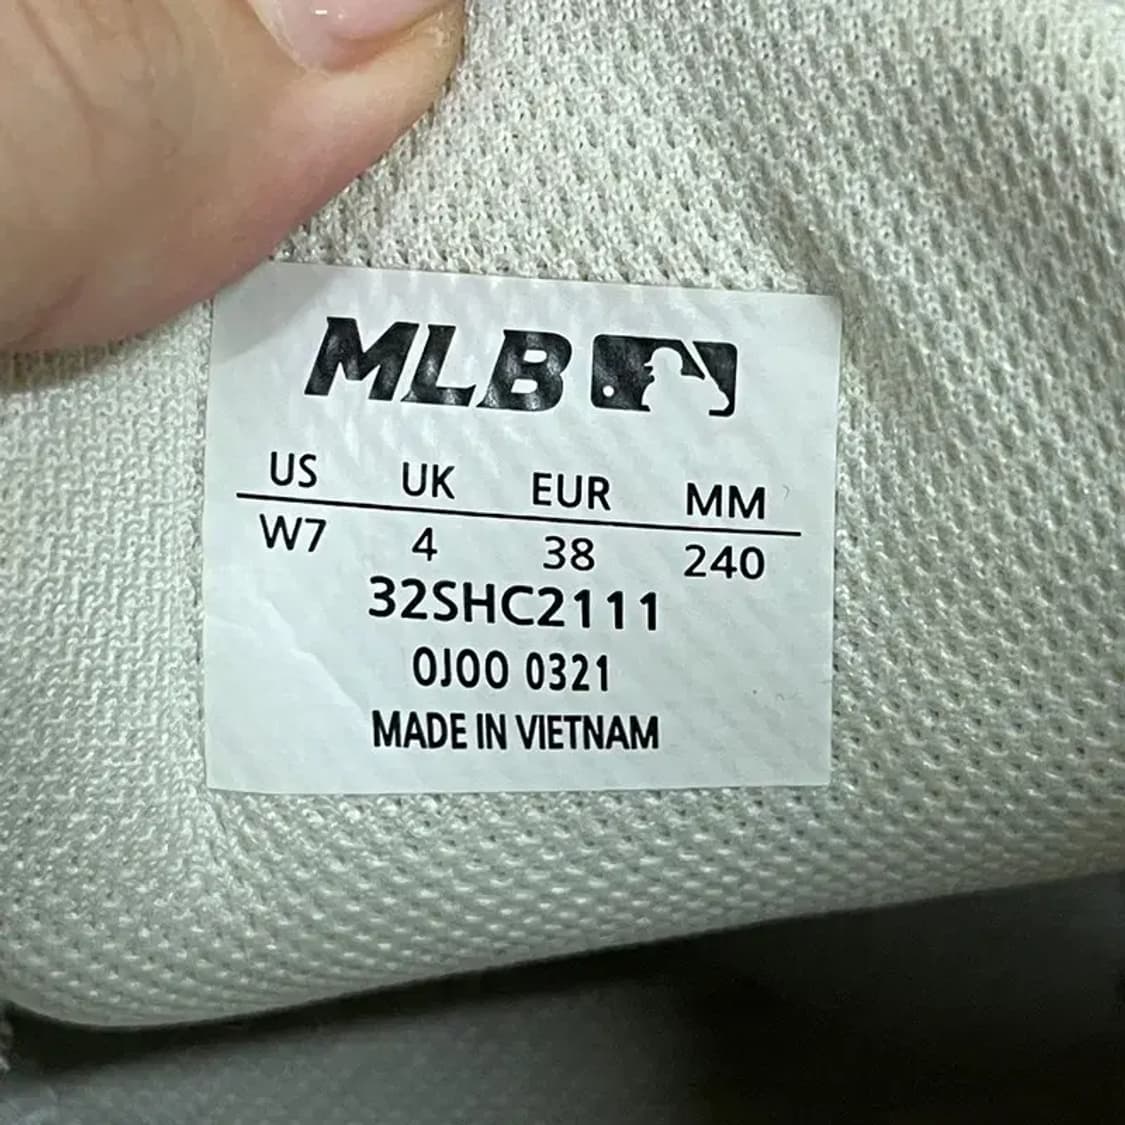 MLB
US UK EUR MM
W7 4 38 240
32SHC2111
0J00 0321
MADE IN VIETNAM